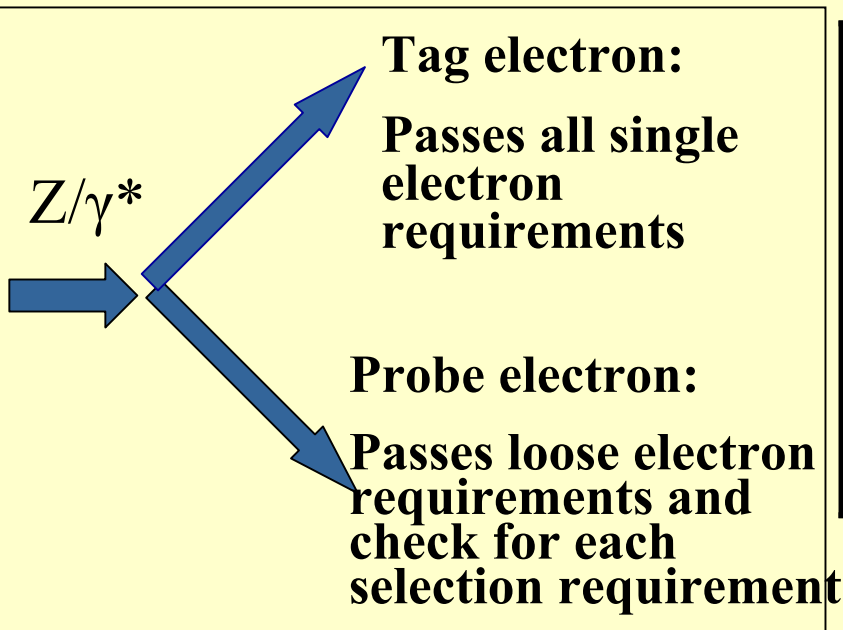 Tag electron:
Passes all single
electron
requirements
Z/γ*
Probe electron:
Passes loose electron
requirements and
check for each
selection requirement